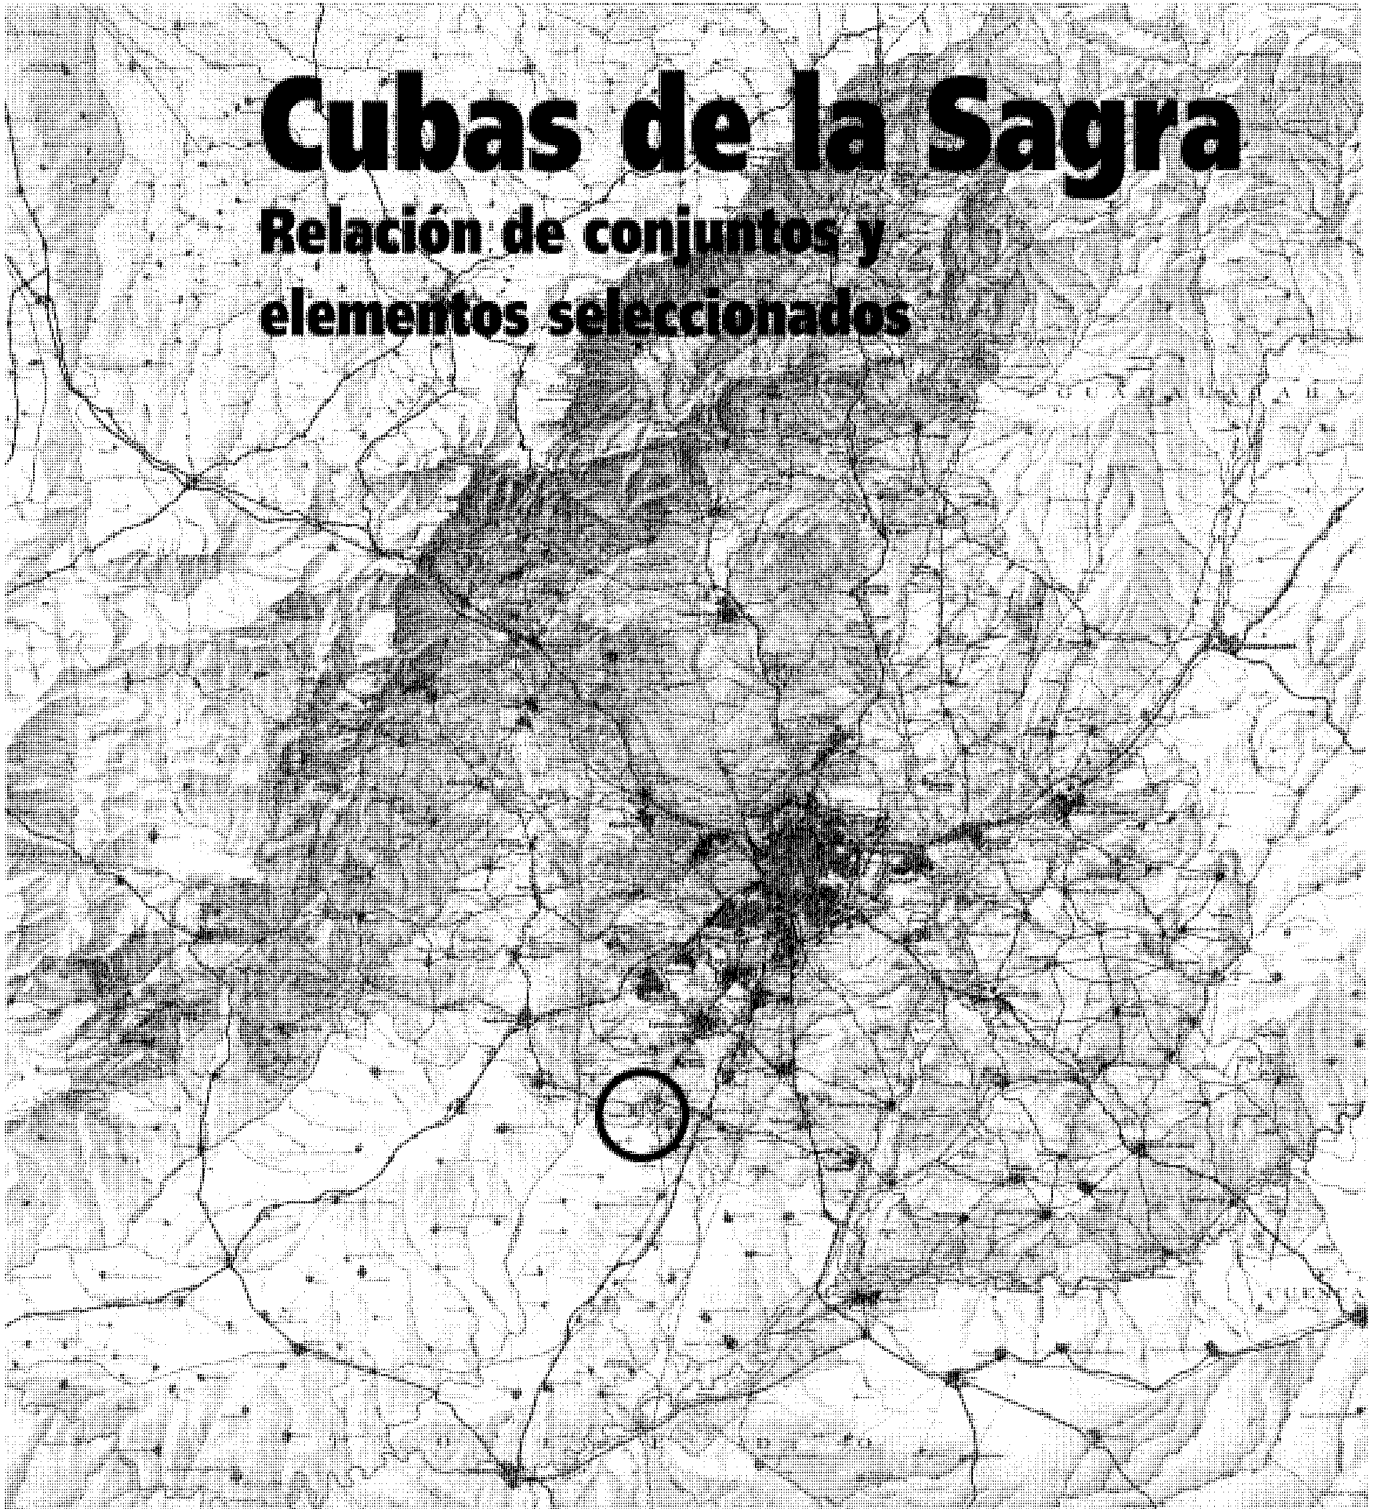 Cubas de la Sagra
Relación de conjuntos y
elementos seleccionados